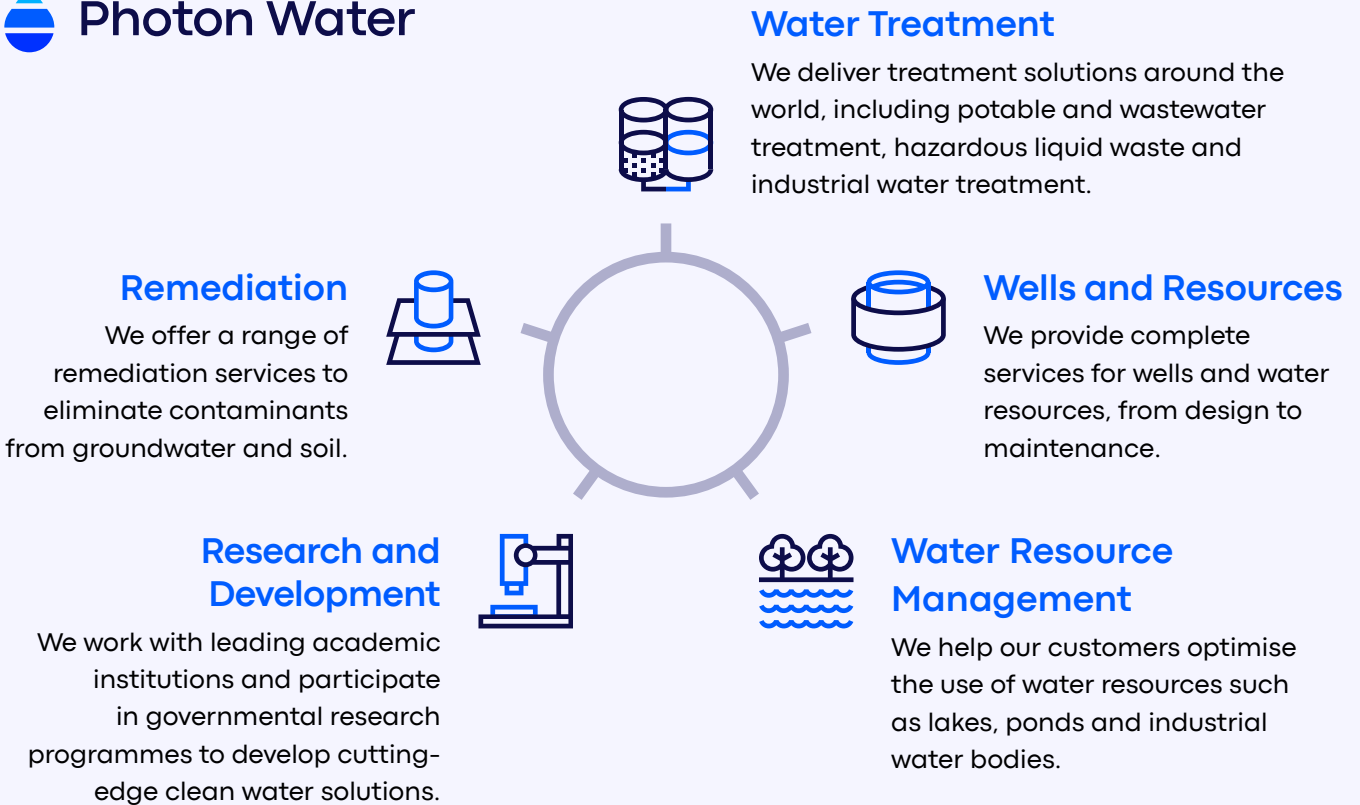 Photon Water
Water Treatment
We deliver treatment solutions around the
world, including potable and wastewater
treatment, hazardous liquid waste and
industrial water treatment.
Remediation
We offer a range of
remediation services to
eliminate contaminants
from groundwater and soil.
Wells and Resources
We provide complete
services for wells and water
resources, from design to
maintenance.
Research and
Development
We work with leading academic
institutions and participate
in governmental research
programmes to develop cutting-
edge clean water solutions.
Water Resource
Management
We help our customers optimise
the use of water resources such
as lakes, ponds and industrial
water bodies.